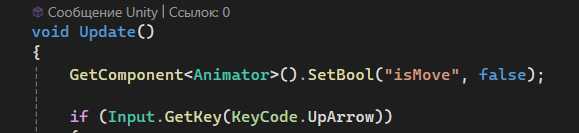 Сообщение Unity | Ссылок: 0
void Update()
{
GetComponent<Animator>().SetBool("isMove", false);
if (Input.GetKey(KeyCode.UpArrow))